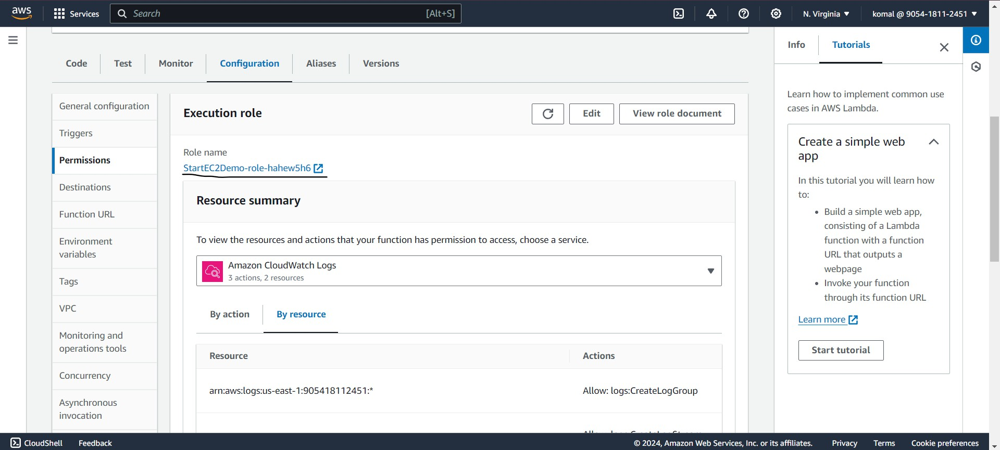 aws
Services
Search
[Alt+S]
N. Virginia
komal @ 9054-1811-2451
Code
Test
Monitor
Configuration
Aliases
Versions
General configuration
Triggers
Permissions
Destinations
Function URL
Environment
variables
Tags
VPC
Monitoring and
operations tools
Concurrency
Asynchronous
invocation
Execution role
Edit
View role document
Role name
StartEC2Demo-role-hahew5h6
Resource summary
To view the resources and actions that your function has permission to access, choose a service.
Amazon CloudWatch Logs
3 actions, 2 resources
By action
By resource
Resource
Actions
arn:aws:logs:us-east-1:905418112451:*
Allow: logs:CreateLogGroup
Info
Tutorials
Learn how to implement common use
cases in AWS Lambda.
Create a simple web
app
In this tutorial you will learn how
to:
• Build a simple web app,
consisting of a Lambda
function with a function
URL that outputs a
webpage
• Invoke your function
through its function URL
Learn more
Start tutorial
CloudShell
Feedback
© 2024, Amazon Web Services, Inc. or its affiliates.
Privacy
Terms
Cookie preferences